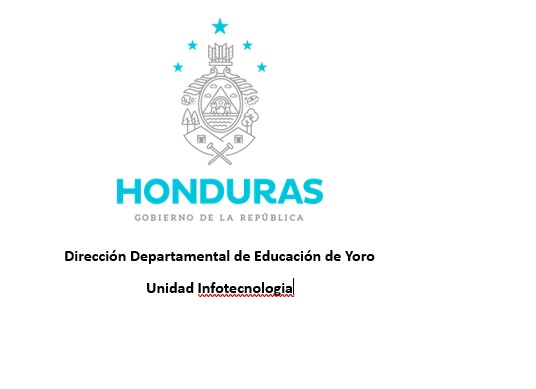 HONDURAS
GOBIERNO DE LA REPÚBLICA
Dirección Departamental de Educación de Yoro
Unidad Infotecnologia